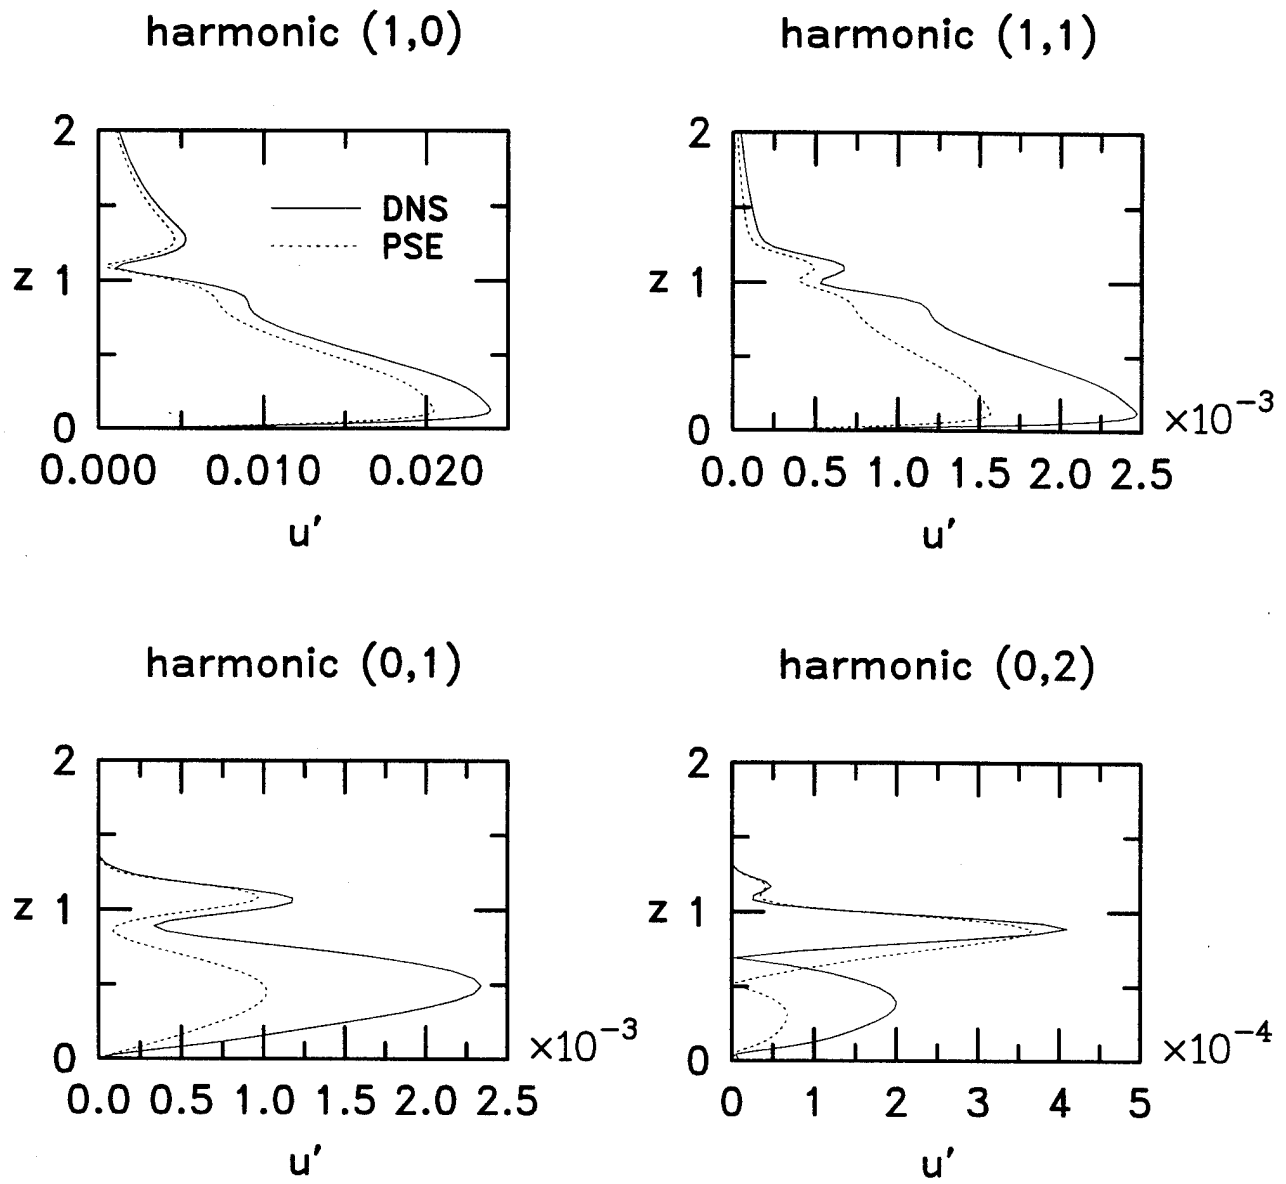 harmonic (1,0)
2
DNS
PSE
z 1
0
0.000 0.010 0.020
u'
harmonic (1,1)
2
z 1
0
×10−3
0.0 0.5 1.0 1.5 2.0 2.5
u'
harmonic (0,1)
2
z 1
0
×10−3
0.0 0.5 1.0 1.5 2.0 2.5
u'
harmonic (0,2)
2
z 1
0
×10−4
0 1 2 3 4 5
u'